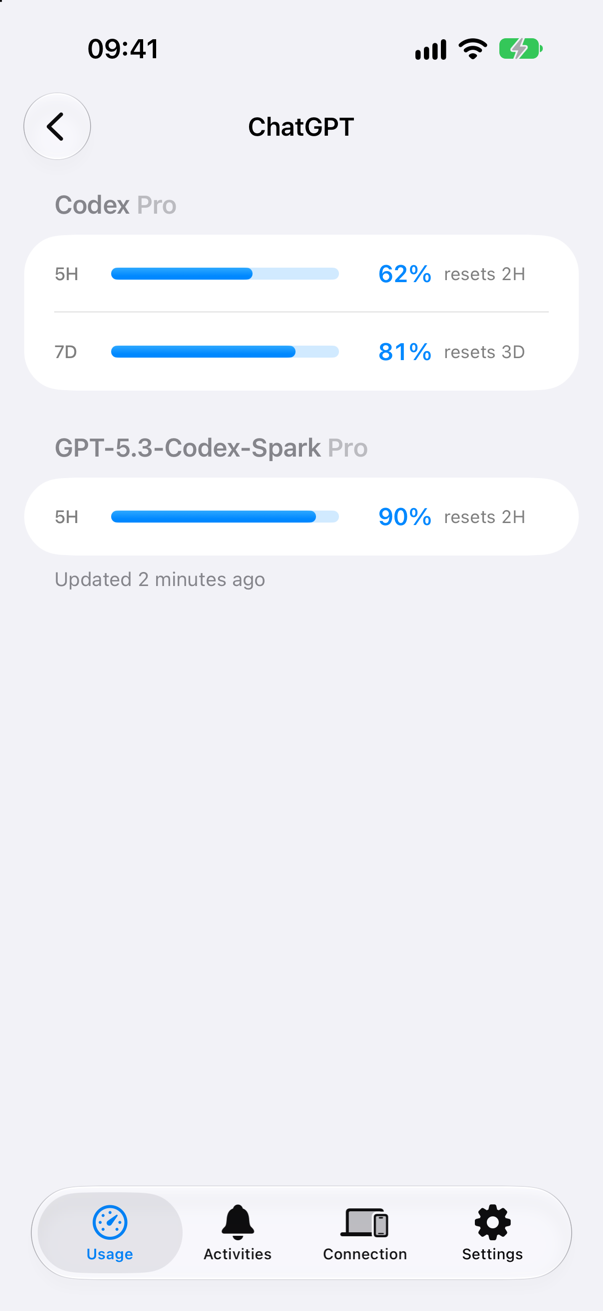 09:41
ChatGPT
Codex Pro
5H 62% resets 2H
7D 81% resets 3D
GPT-5.3-Codex-Spark Pro
5H 90% resets 2H
Updated 2 minutes ago
Usage Activities Connection Settings